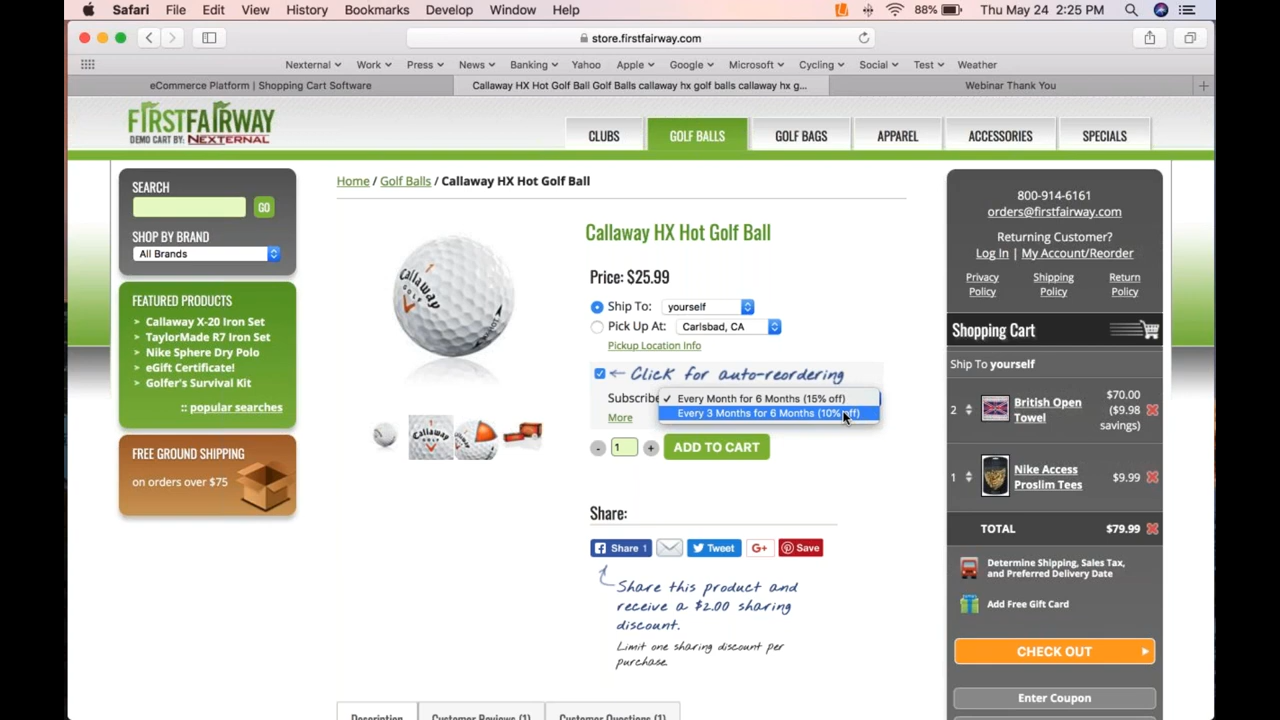 Safari File Edit View History Bookmarks Develop Window Help 88% Thu May 24 2:25 PM
store.firstfairway.com
Nexternal Work Press News Banking Yahoo Apple Google Microsoft Cycling Social Test Weather
eCommerce Platform | Shopping Cart Software
Callaway HX Hot Golf Ball Golf Balls callaway hx golf balls callaway hx g...
Webinar Thank You
FIRSTFAIRWAY
DEMO CART BY: NEXTERNAL
CLUBS GOLF BALLS GOLF BAGS APPAREL ACCESSORIES SPECIALS
SEARCH
GO
SHOP BY BRAND
All Brands
FEATURED PRODUCTS
> Callaway X-20 Iron Set
> TaylorMade R7 Iron Set
> Nike Sphere Dry Polo
> eGift Certificate!
> Golfer's Survival Kit
:: popular searches
FREE GROUND SHIPPING
on orders over $75
Home / Golf Balls / Callaway HX Hot Golf Ball
Callaway
GOLF
Callaway HX Hot Golf Ball
Price: $25.99
Ship To: yourself
Pick Up At: Carlsbad, CA
Pickup Location Info
Click for auto-reordering
Subscribe
✓ Every Month for 6 Months (15% off)
Every 3 Months for 6 Months (10% off)
More
- 1 + ADD TO CART
Share:
Share 1 Tweet G+ Save
Share this product and
receive a $2.00 sharing
discount.
Limit one sharing discount per
purchase
Description Customer Reviews (1) Customer Questions (1)
800-914-6161
orders@firstfairway.com
Returning Customer?
Log In | My Account/Reorder
Privacy Shipping Return
Policy Policy Policy
Shopping Cart
Ship To yourself
2 British Open Towel $70.00 ($9.98 savings)
1 Nike Access Proslim Tees $9.99
TOTAL $79.99
Determine Shipping, Sales Tax,
and Preferred Delivery Date
Add Free Gift Card
CHECK OUT
Enter Coupon